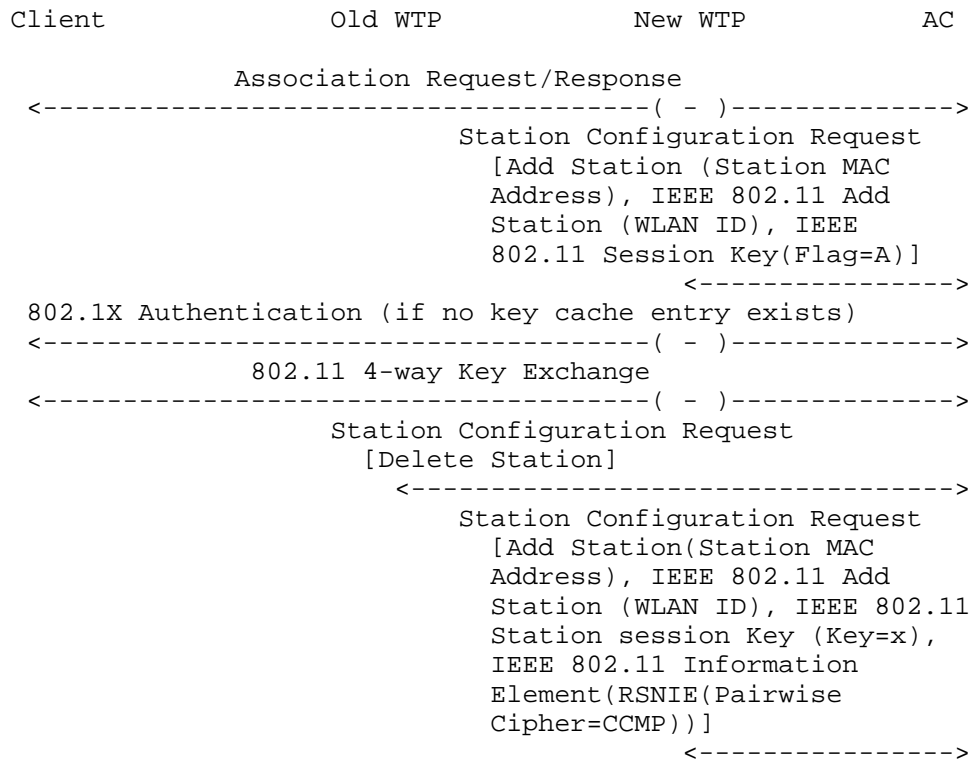 Client              Old WTP            New WTP            AC
Association Request/Response
<--------------------------------------( - )-------------->
Station Configuration Request
[Add Station (Station MAC
Address), IEEE 802.11 Add
Station (WLAN ID), IEEE
802.11 Session Key(Flag=A)]
<---------------->
802.1X Authentication (if no key cache entry exists)
<--------------------------------------( - )-------------->
802.11 4-way Key Exchange
<--------------------------------------( - )-------------->
Station Configuration Request
[Delete Station]
<---------------------------------->
Station Configuration Request
[Add Station(Station MAC
Address), IEEE 802.11 Add
Station (WLAN ID), IEEE 802.11
Station session Key (Key=x),
IEEE 802.11 Information
Element(RSNIE(Pairwise
Cipher=CCMP))]
<---------------->